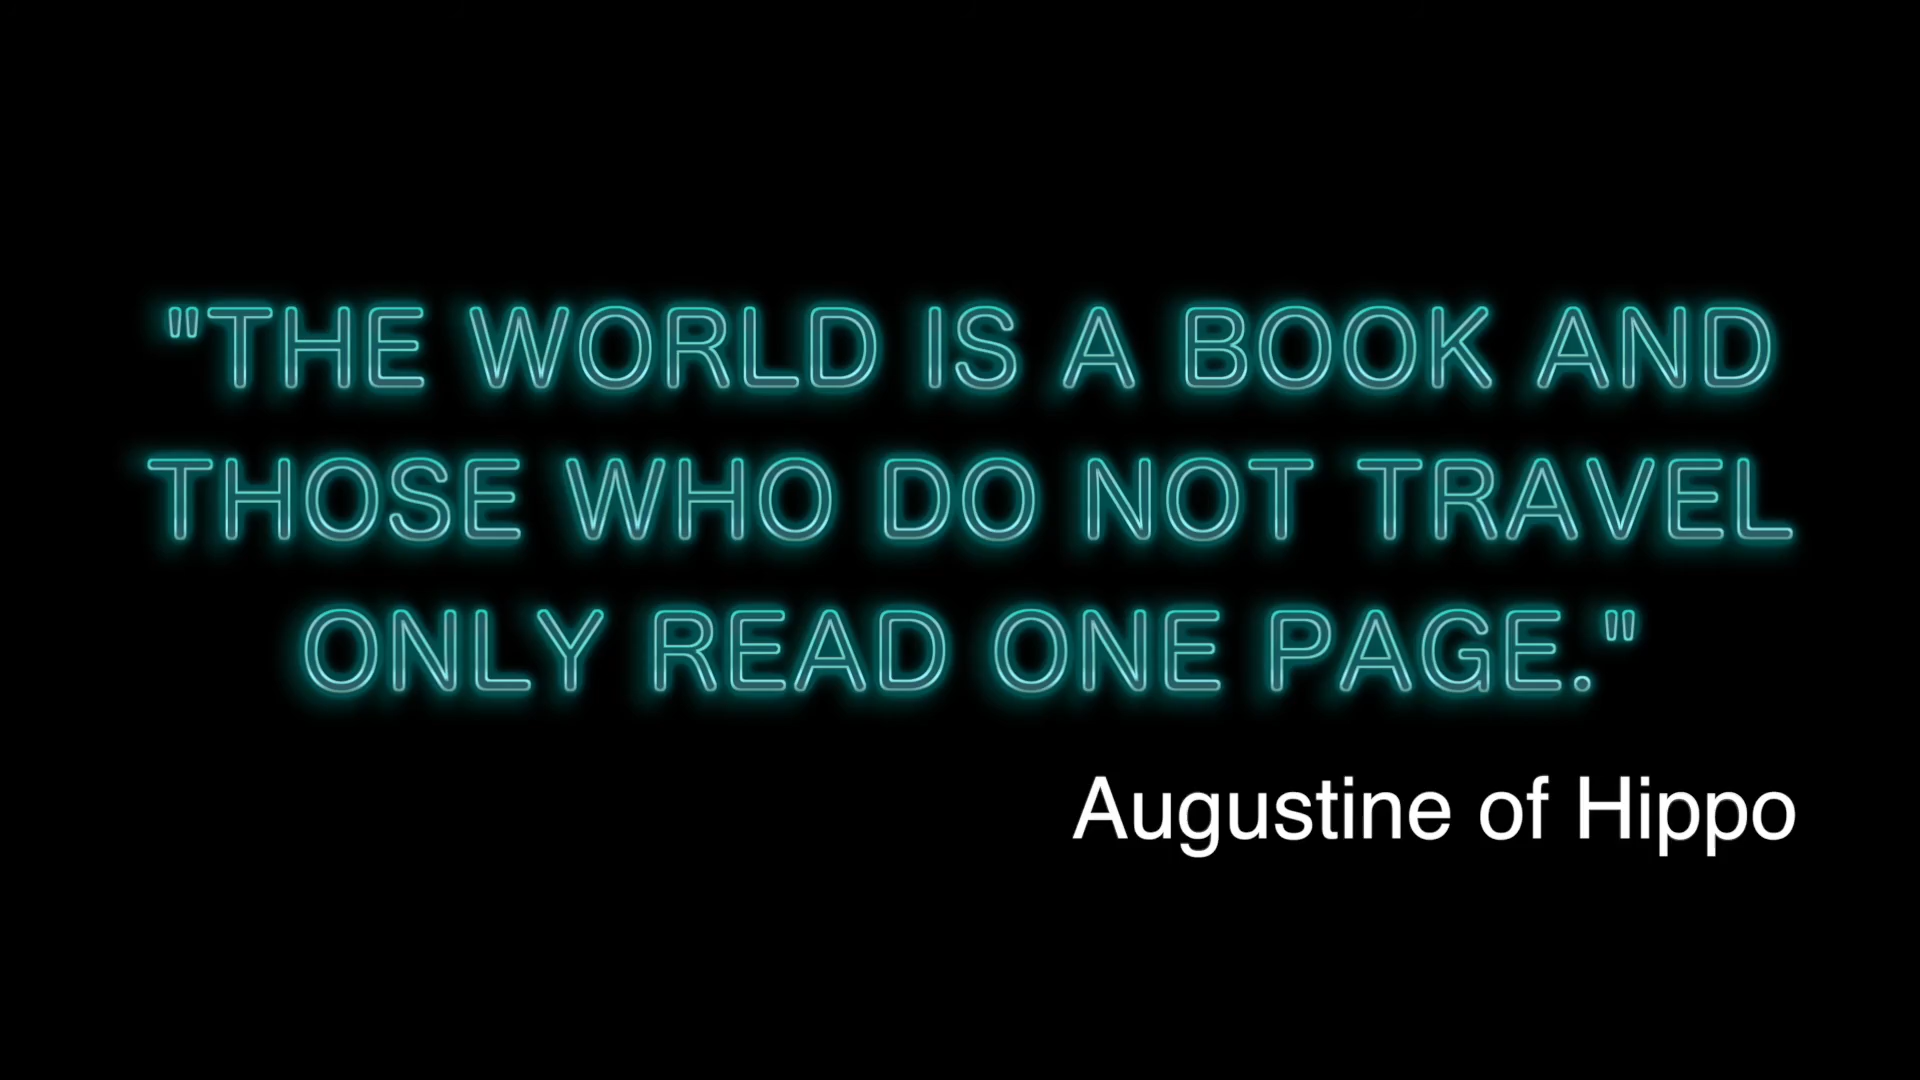 "THE WORLD IS A BOOK AND
THOSE WHO DO NOT TRAVEL
ONLY READ ONE PAGE."
Augustine of Hippo